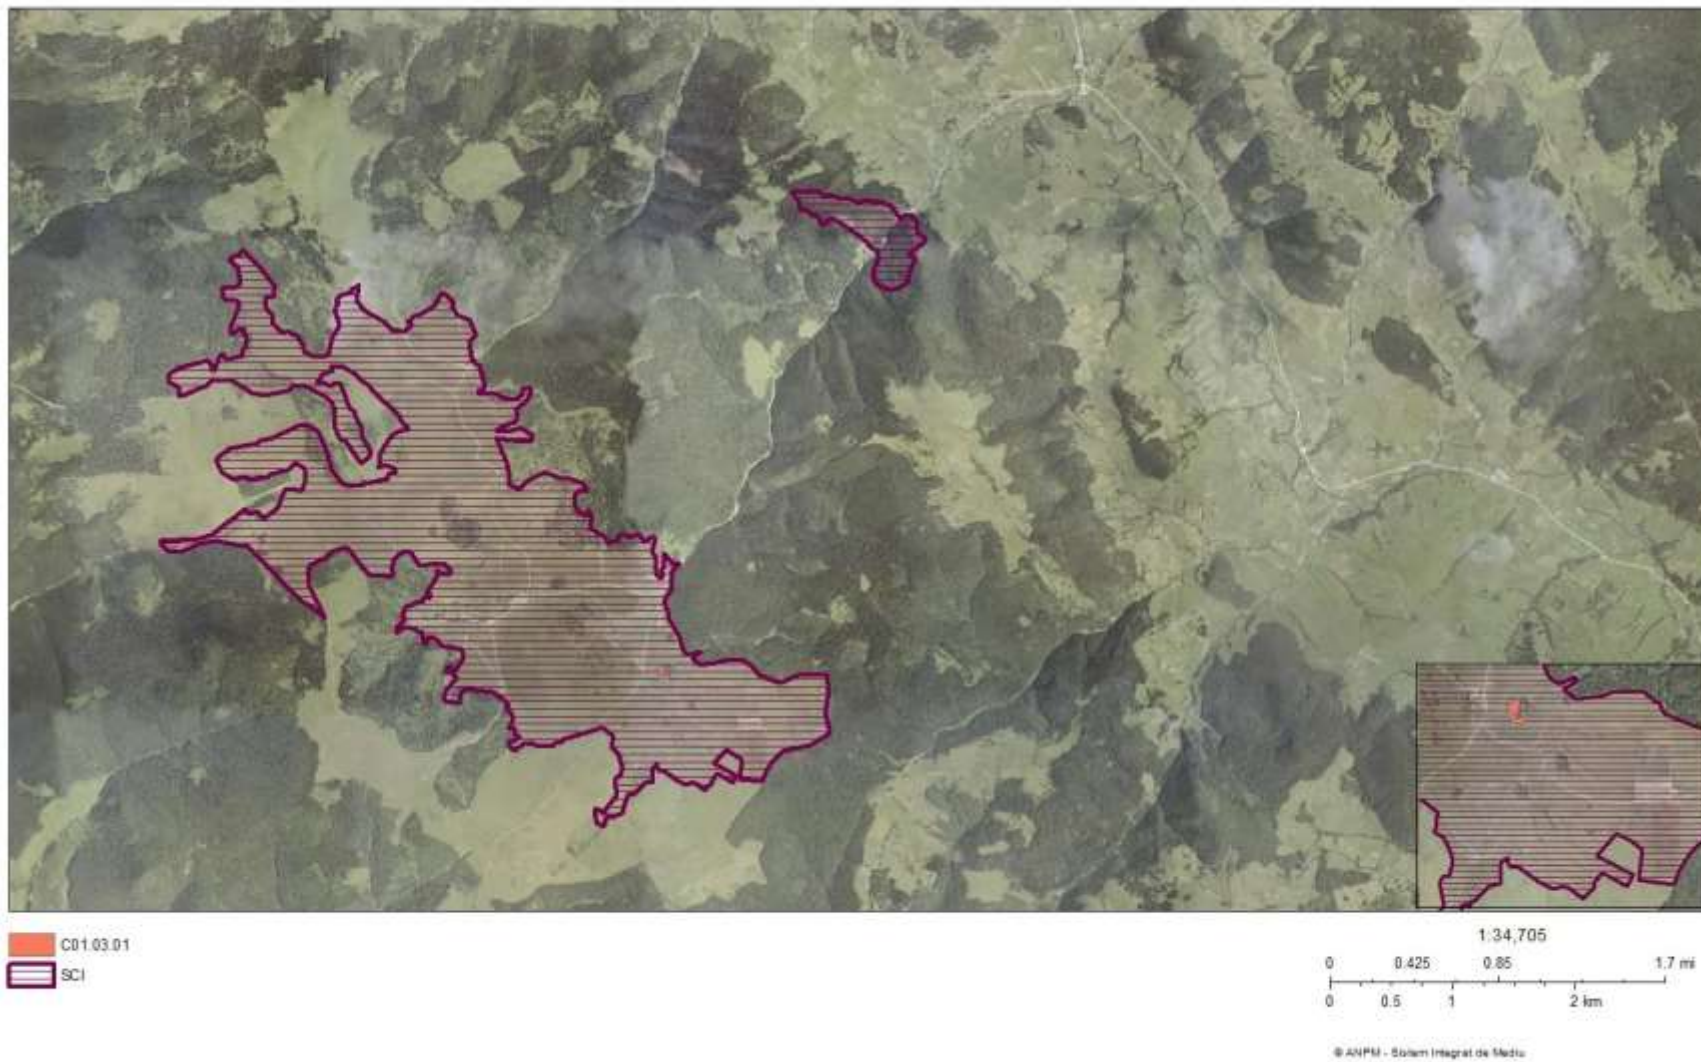 C01.03.01
SCI
1:34,705
0 0.425 0.85 1.7 mi
0 0.5 1 2 km
© ANPM - Sistem Integrat de Mediu